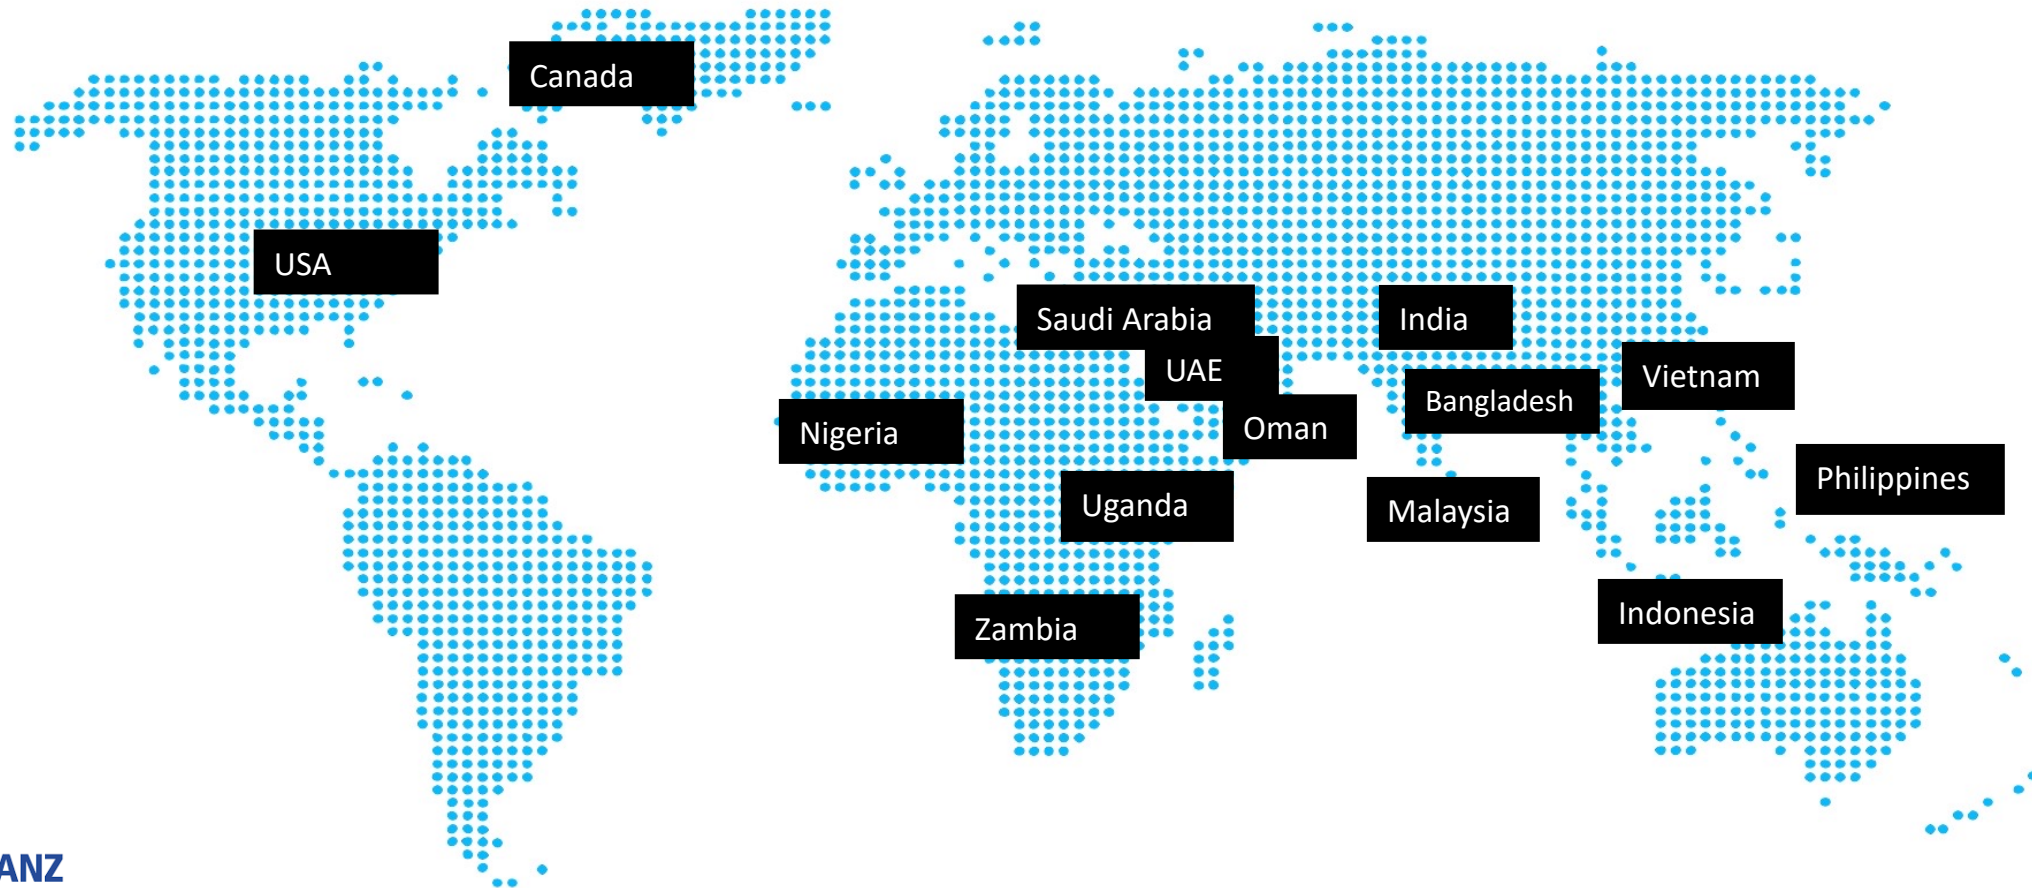 Canada
USA
Saudi Arabia
India
UAE
Vietnam
Bangladesh
Nigeria
Oman
Philippines
Uganda
Malaysia
Indonesia
Zambia
ANZ